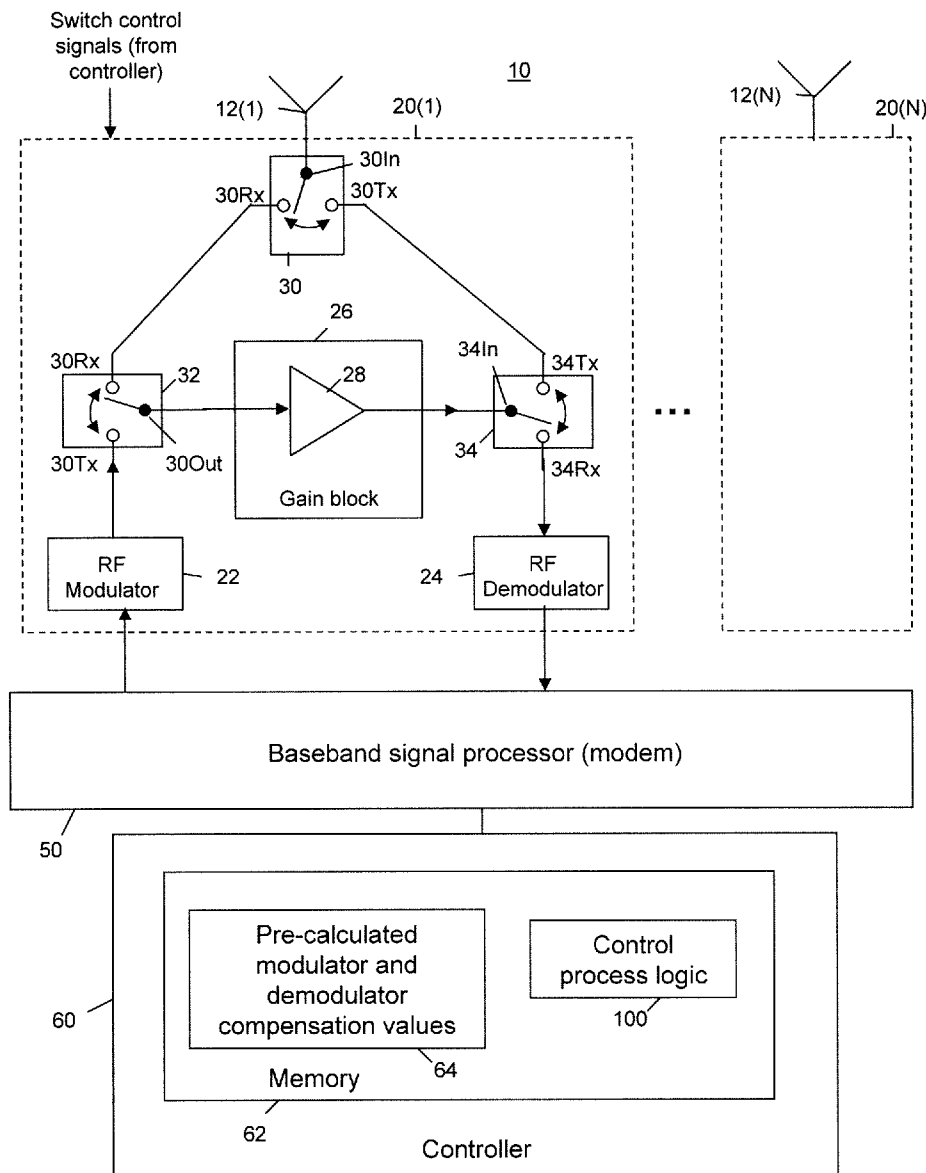 Switch control
signals (from
controller)
10
12(1)
20(1)
12(N)
20(N)
30In
30Rx
30Tx
30
26
30Rx
32
28
34In
34Tx
30Tx
30Out
34
34Rx
Gain block
...
RF
Modulator
22
24
RF
Demodulator
Baseband signal processor (modem)
50
Pre-calculated
modulator and
demodulator
compensation values
Control
process logic
60
100
64
Memory
62
Controller